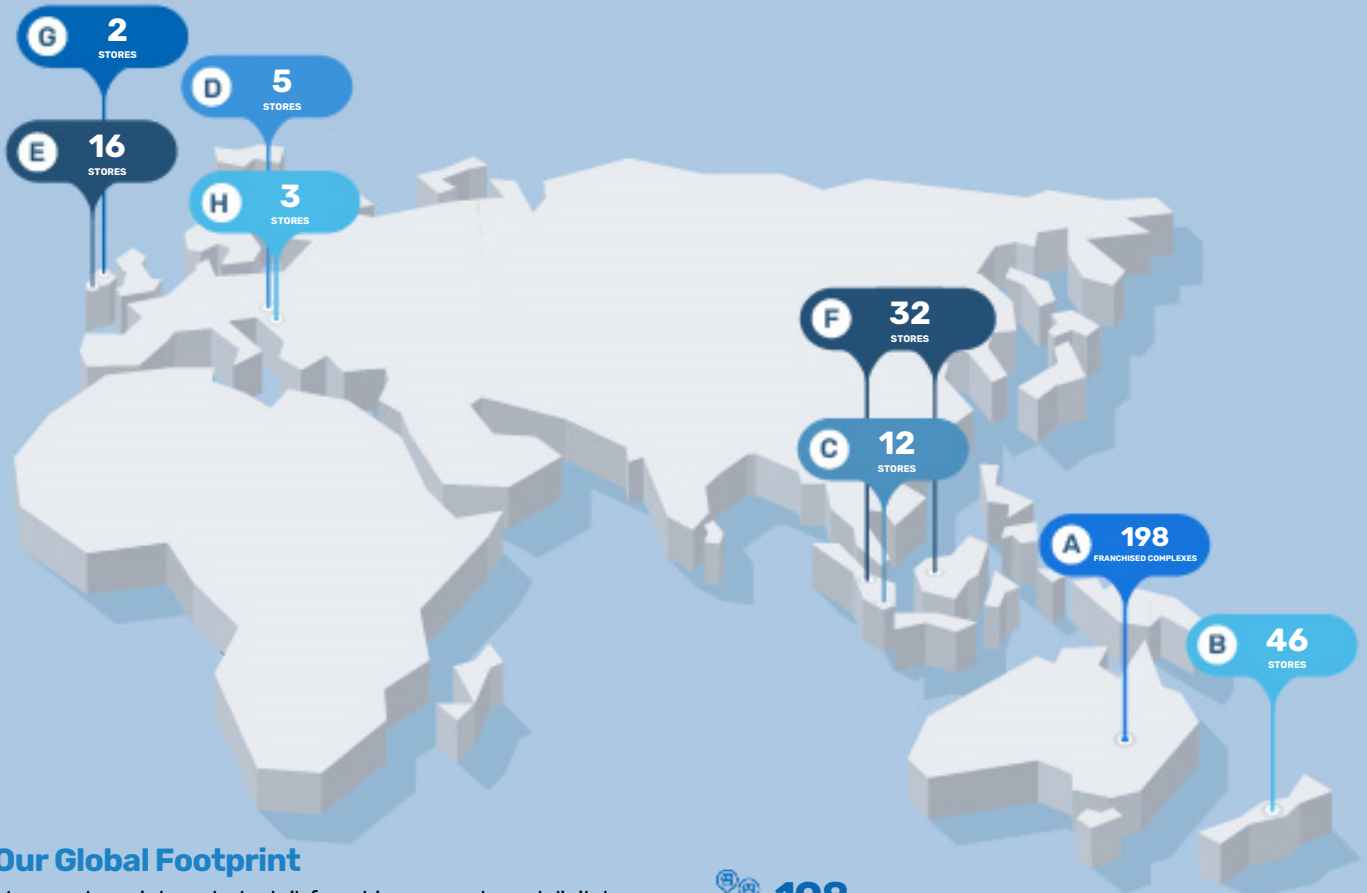 G 2
STORES
D 5
STORES
E 16
STORES
H 3
STORES
F 32
STORES
C 12
STORES
A 198
FRANCHISED COMPLEXES
B 46
STORES
Our Global Footprint
198